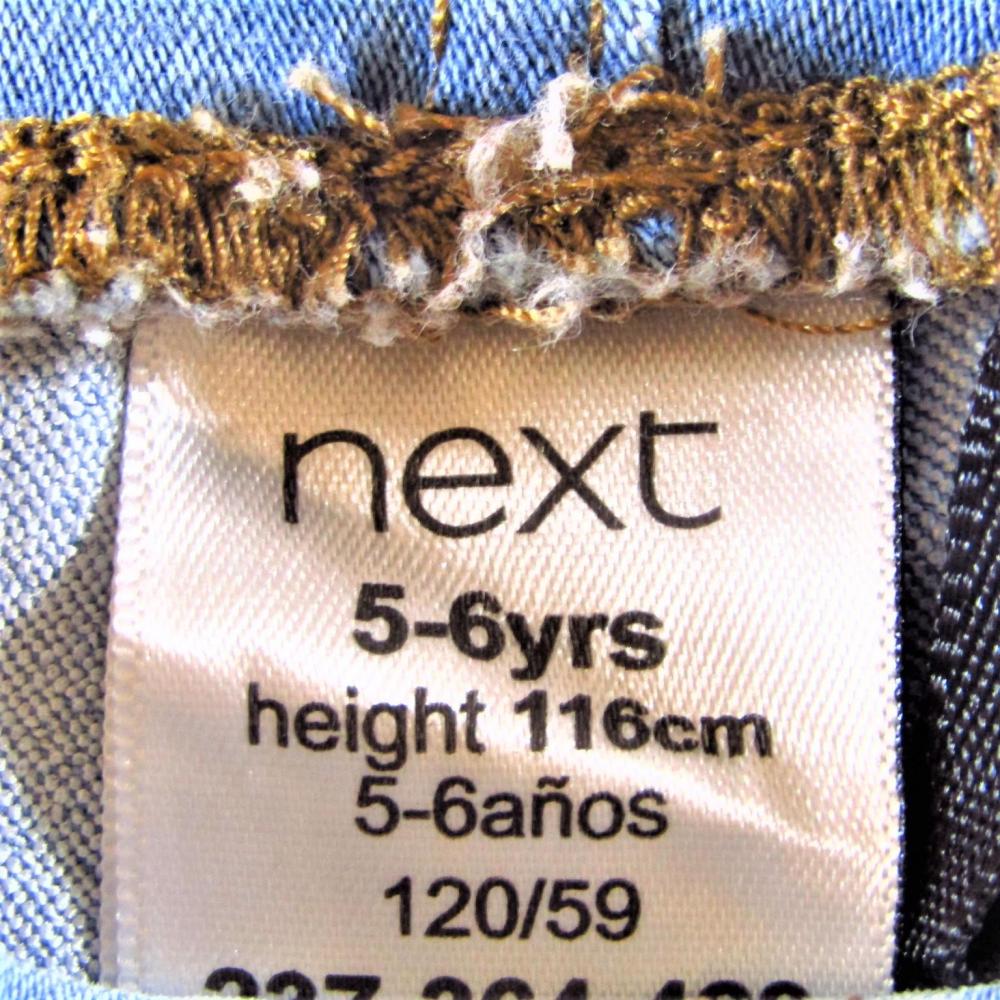 next
5-6yrs
height 116cm
5-6años
120/59